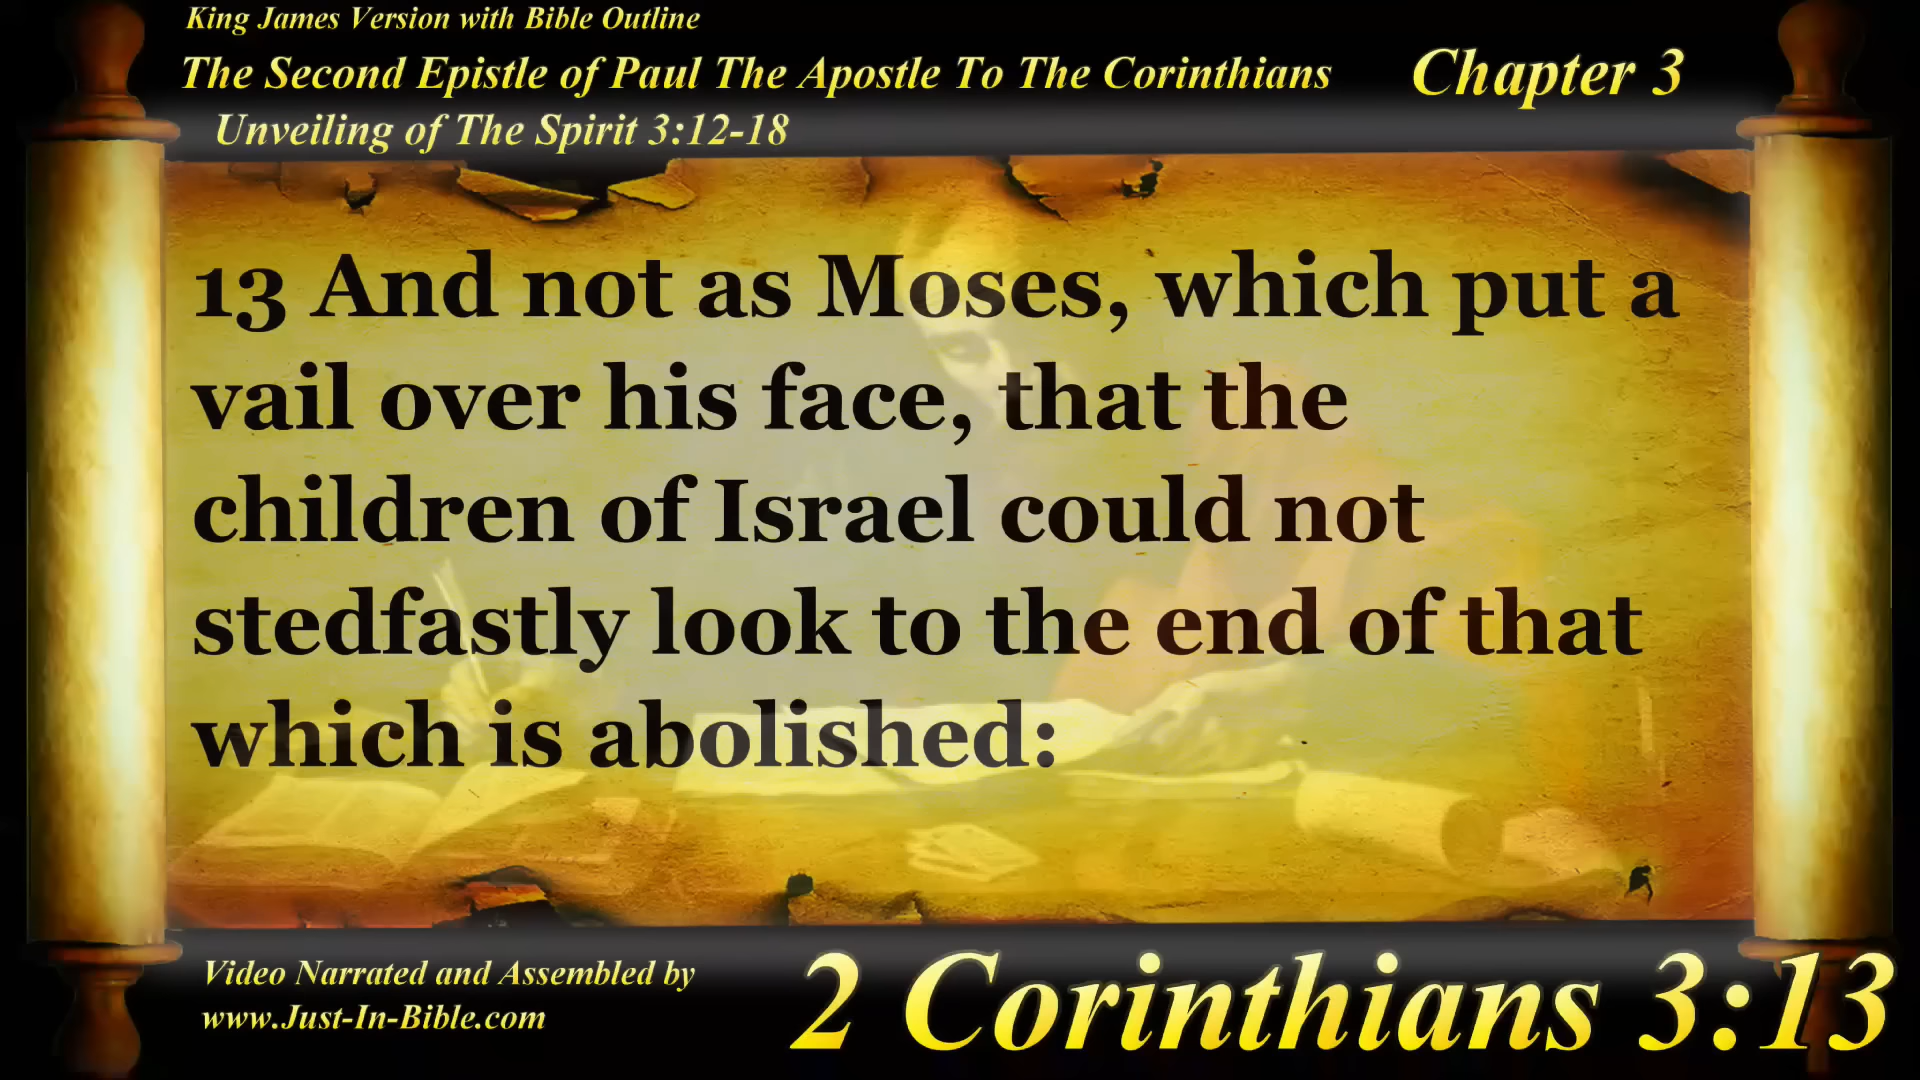 King James Version with Bible Outline
The Second Epistle of Paul The Apostle To The Corinthians
Chapter 3
Unveiling of The Spirit 3:12-18
13 And not as Moses, which put a
vail over his face, that the
children of Israel could not
stedfastly look to the end of that
which is abolished:
Video Narrated and Assembled by
www.Just-In-Bible.com
2 Corinthians 3:13